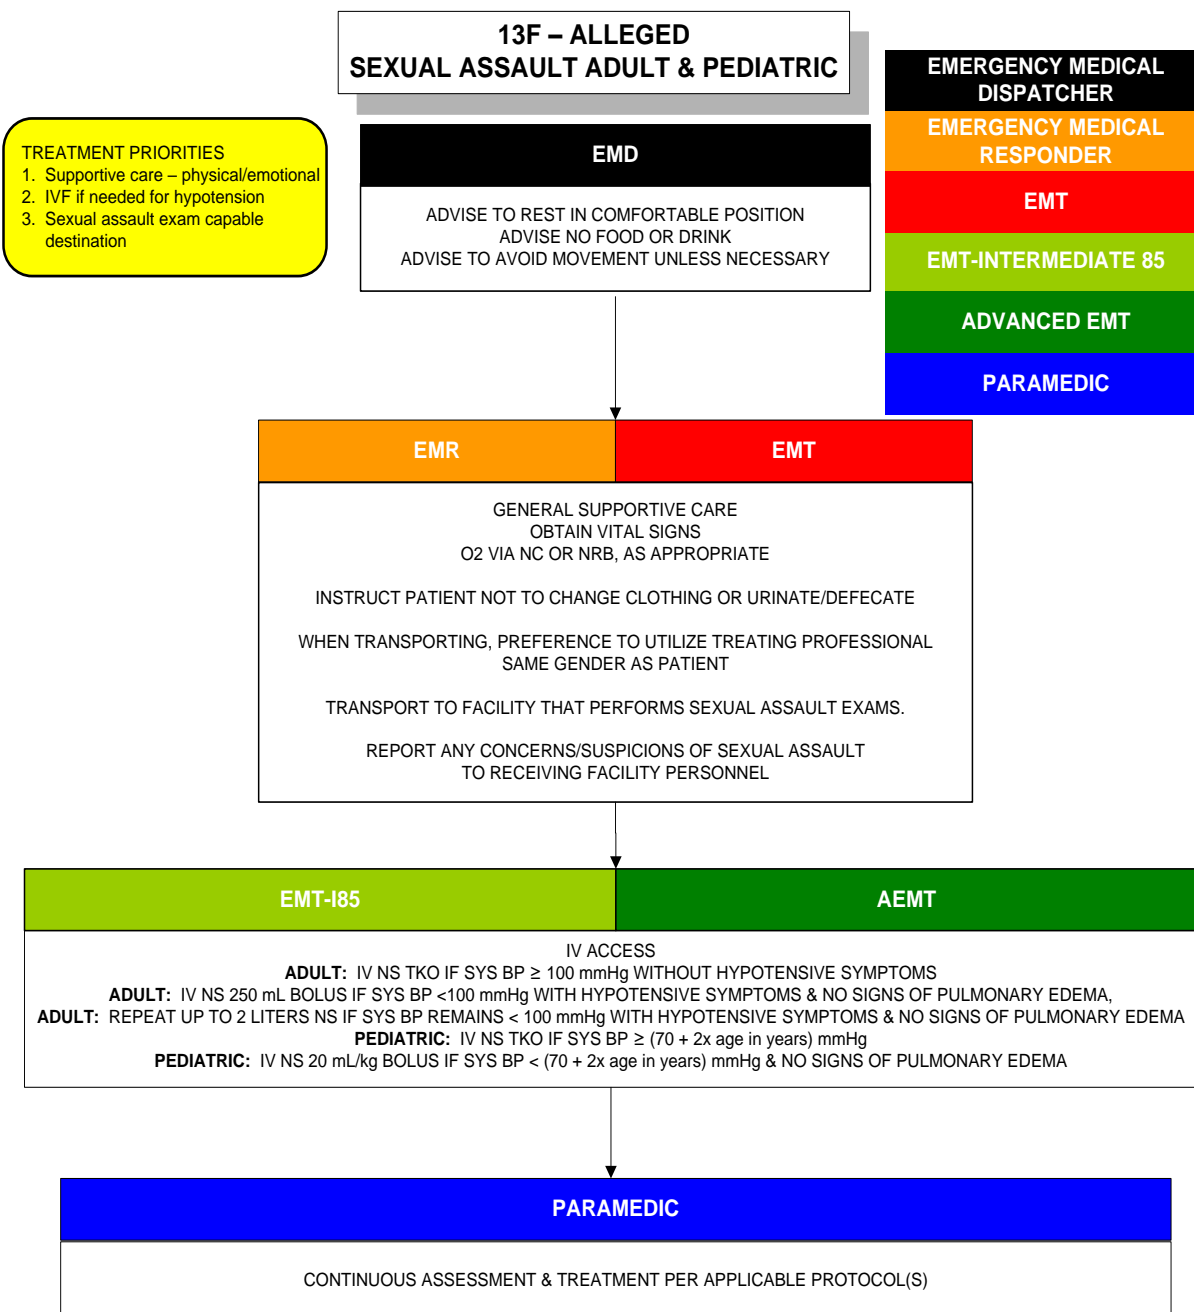 13F – ALLEGED
SEXUAL ASSAULT ADULT & PEDIATRIC
EMERGENCY MEDICAL
DISPATCHER
EMERGENCY MEDICAL
RESPONDER
EMT
EMT-INTERMEDIATE 85
ADVANCED EMT
PARAMEDIC
TREATMENT PRIORITIES
1. Supportive care – physical/emotional
2. IVF if needed for hypotension
3. Sexual assault exam capable
destination
EMD
ADVISE TO REST IN COMFORTABLE POSITION
ADVISE NO FOOD OR DRINK
ADVISE TO AVOID MOVEMENT UNLESS NECESSARY
EMR
EMT
GENERAL SUPPORTIVE CARE
OBTAIN VITAL SIGNS
O2 VIA NC OR NRB, AS APPROPRIATE
INSTRUCT PATIENT NOT TO CHANGE CLOTHING OR URINATE/DEFECATE
WHEN TRANSPORTING, PREFERENCE TO UTILIZE TREATING PROFESSIONAL
SAME GENDER AS PATIENT
TRANSPORT TO FACILITY THAT PERFORMS SEXUAL ASSAULT EXAMS.
REPORT ANY CONCERNS/SUSPICIONS OF SEXUAL ASSAULT
TO RECEIVING FACILITY PERSONNEL
EMT-I85
AEMT
IV ACCESS
ADULT: IV NS TKO IF SYS BP ≥ 100 mmHg WITHOUT HYPOTENSIVE SYMPTOMS
ADULT: IV NS 250 mL BOLUS IF SYS BP <100 mmHg WITH HYPOTENSIVE SYMPTOMS & NO SIGNS OF PULMONARY EDEMA,
ADULT: REPEAT UP TO 2 LITERS NS IF SYS BP REMAINS < 100 mmHg WITH HYPOTENSIVE SYMPTOMS & NO SIGNS OF PULMONARY EDEMA
PEDIATRIC: IV NS TKO IF SYS BP ≥ (70 + 2x age in years) mmHg
PEDIATRIC: IV NS 20 mL/kg BOLUS IF SYS BP < (70 + 2x age in years) mmHg & NO SIGNS OF PULMONARY EDEMA
PARAMEDIC
CONTINUOUS ASSESSMENT & TREATMENT PER APPLICABLE PROTOCOL(S)